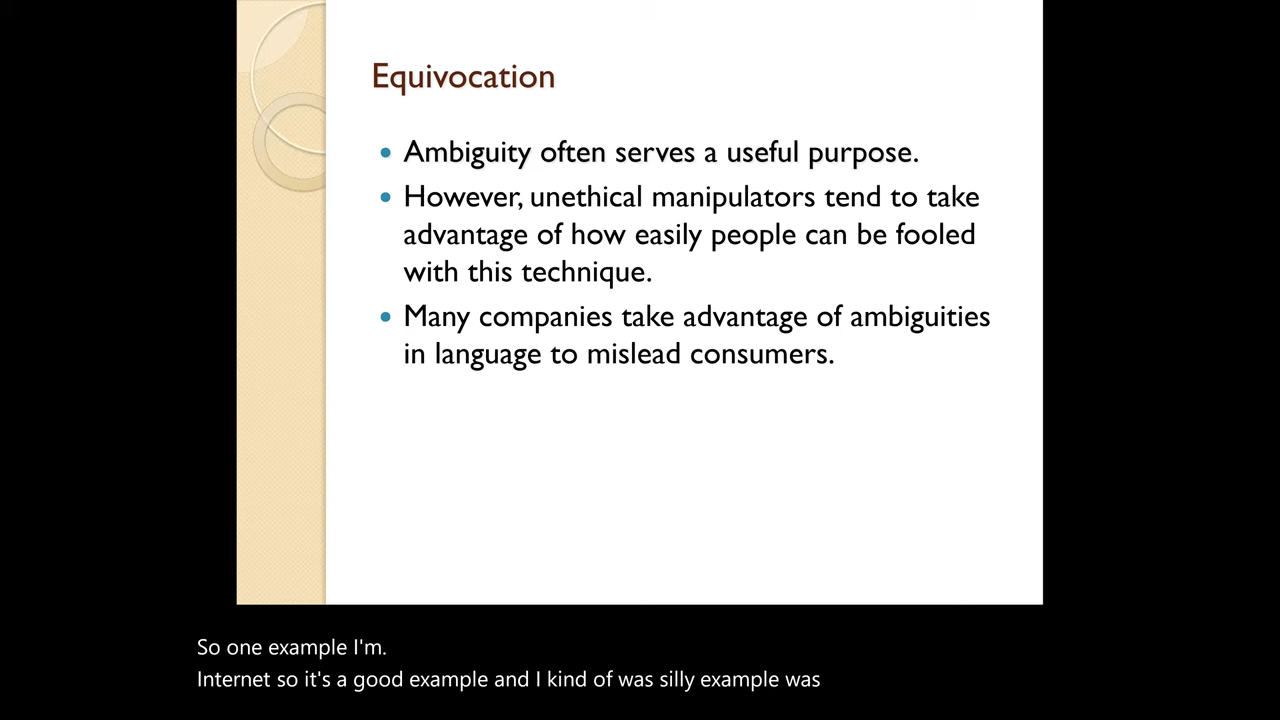 Equivocation
• Ambiguity often serves a useful purpose.
• However, unethical manipulators tend to take
advantage of how easily people can be fooled
with this technique.
• Many companies take advantage of ambiguities
in language to mislead consumers.
So one example I'm.
Internet so it's a good example and I kind of was silly example was